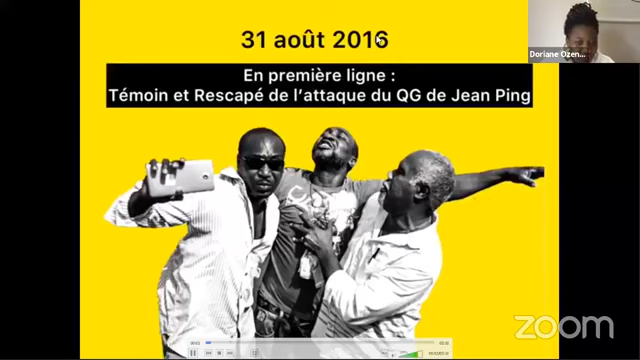 31 août 2016
En première ligne :
Témoin et Rescapé de l'attaque du QG de Jean Ping
Doriane Ozen...
zoom